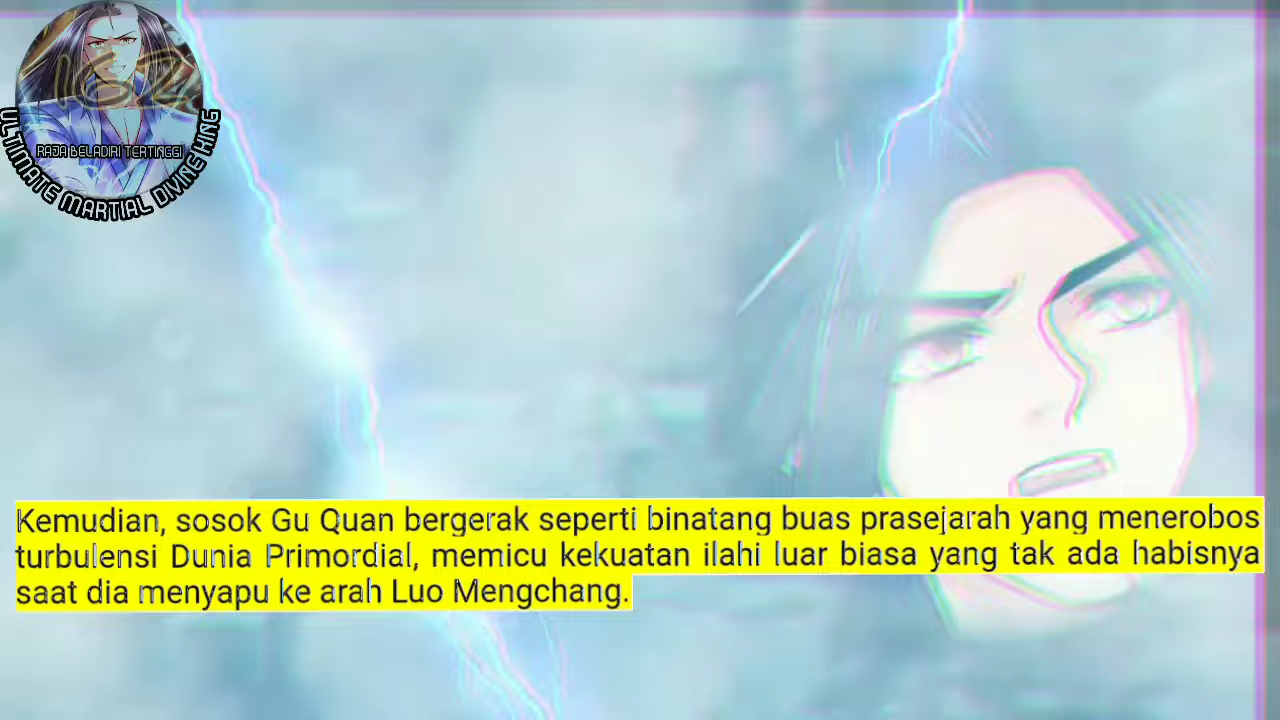 162
RAJA BELADIRI TERTINGGI
ULTIMATE MARTIAL DIVINE KING
Kemudian, sosok Gu Quan bergerak seperti binatang buas prasejarah yang menerobos
turbulensi Dunia Primordial, memicu kekuatan ilahi luar biasa yang tak ada habisnya
saat dia menyapu ke arah Luo Mengchang.